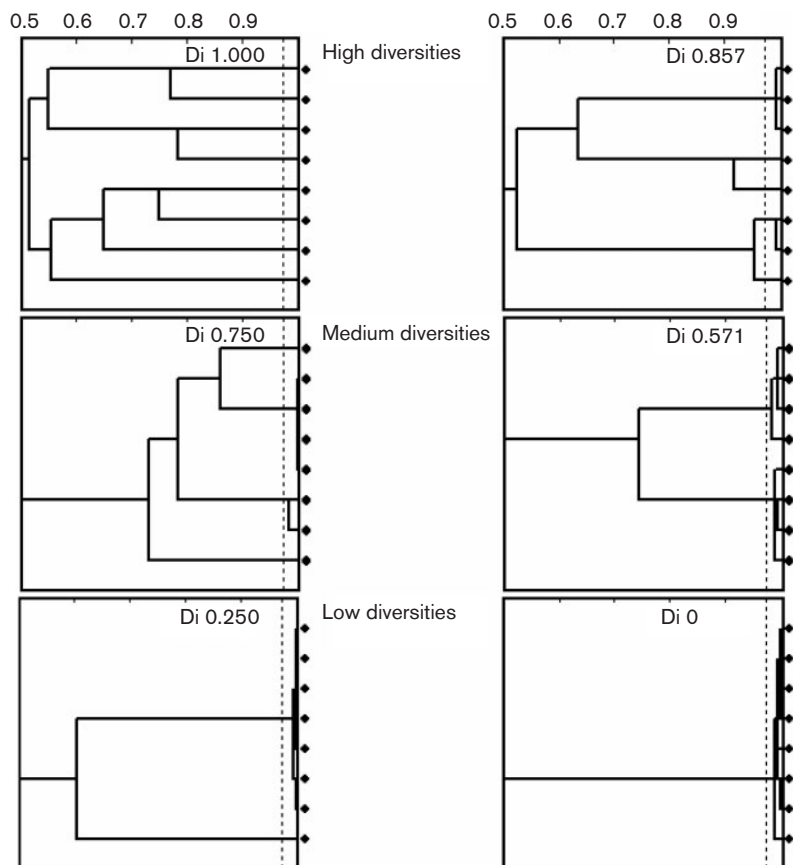 0.5 0.6 0.7 0.8 0.9
0.5 0.6 0.7 0.8 0.9
Di 1.000
High diversities
Di 0.857
Di 0.750
Medium diversities
Di 0.571
Di 0.250
Low diversities
Di 0